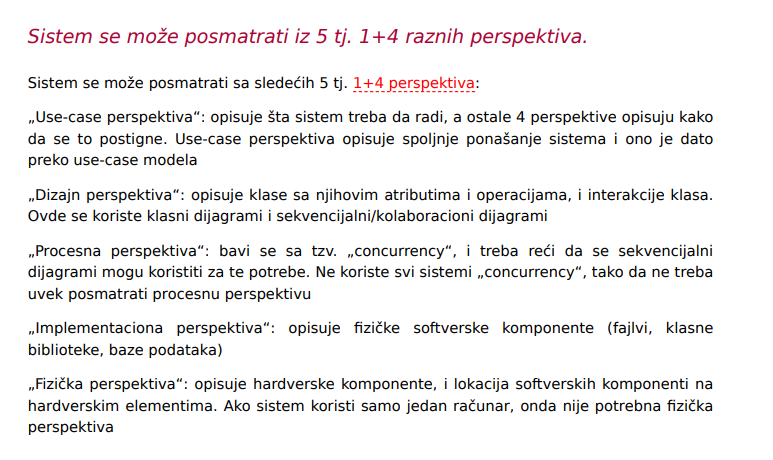 Sistem se može posmatrati iz 5 tj. 1+4 raznih perspektiva.
Sistem se može posmatrati sa sledećih 5 tj. 1+4 perspektiva:
„Use-case perspektiva“: opisuje šta sistem treba da radi, a ostale 4 perspektive opisuju kako
da se to postigne. Use-case perspektiva opisuje spoljnje ponašanje sistema i ono je dato
preko use-case modela
„Dizajn perspektiva“: opisuje klase sa njihovim atributima i operacijama, i interakcije klasa.
Ovde se koriste klasni dijagrami i sekvencijalni/kolaboracioni dijagrami
„Procesna perspektiva“: bavi se sa tzv. „concurrency“, i treba reći da se sekvencijalni
dijagrami mogu koristiti za te potrebe. Ne koriste svi sistemi „concurrency“, tako da ne treba
uvek posmatrati procesnu perspektivu
„Implementaciona perspektiva“: opisuje fizičke softverske komponente (fajlvi, klasne
biblioteke, baze podataka)
„Fizička perspektiva“: opisuje hardverske komponente, i lokacija softverskih komponenti na
hardverskim elementima. Ako sistem koristi samo jedan računar, onda nije potrebna fizička
perspektiva